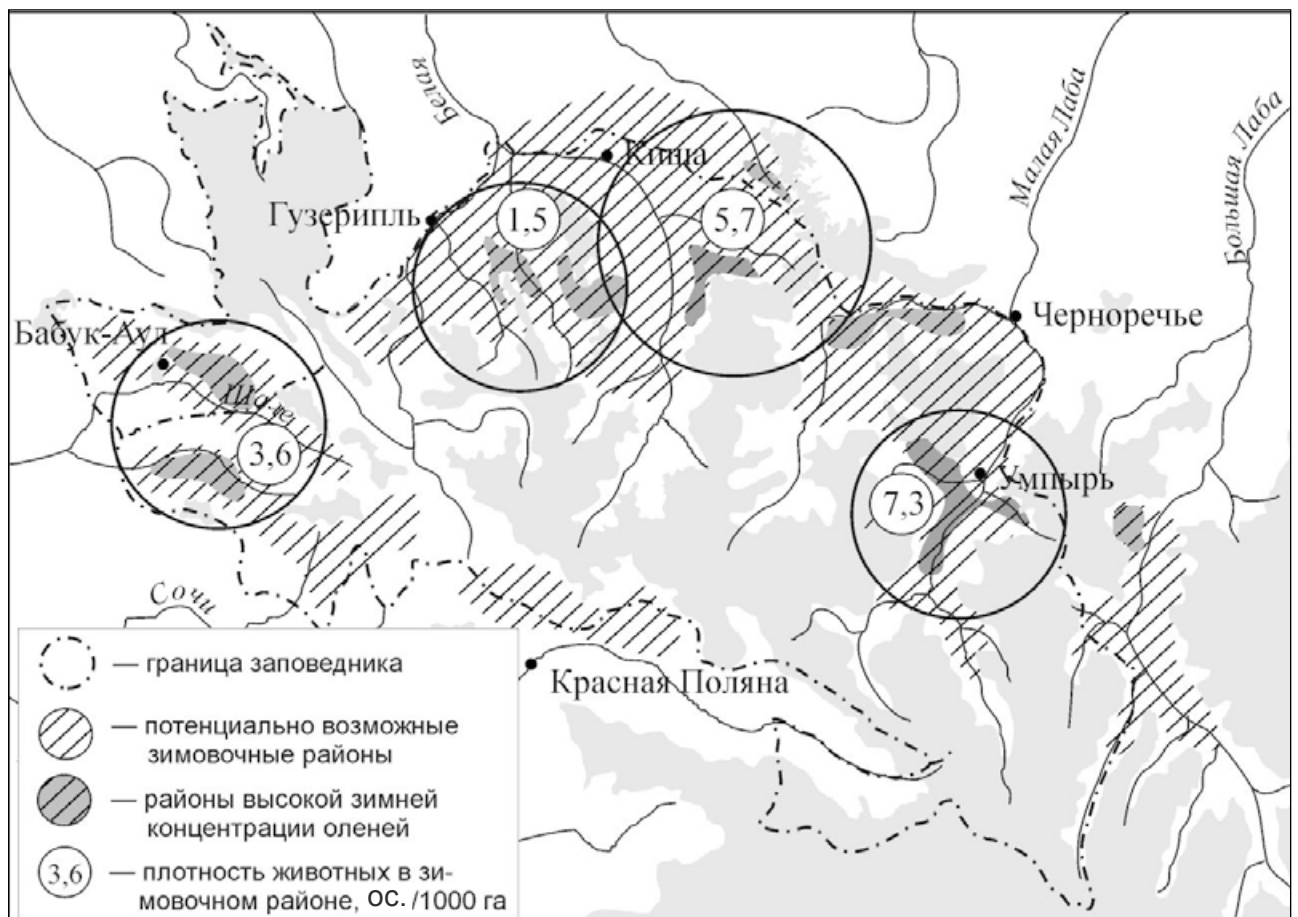 Белая
Малая Лаба
Большая Лаба
Киша
Гузерипль
1,5
5,7
Черноречье
Бабук-Аул
Шахе
3,6
7,3
Умпырь
Сочи
Красная Поляна
— граница заповедника
— потенциально возможные
зимовочные районы
— районы высокой зимней
концентрации оленей
3,6 — плотность животных в зи-
мовочном районе, ос. /1000 га